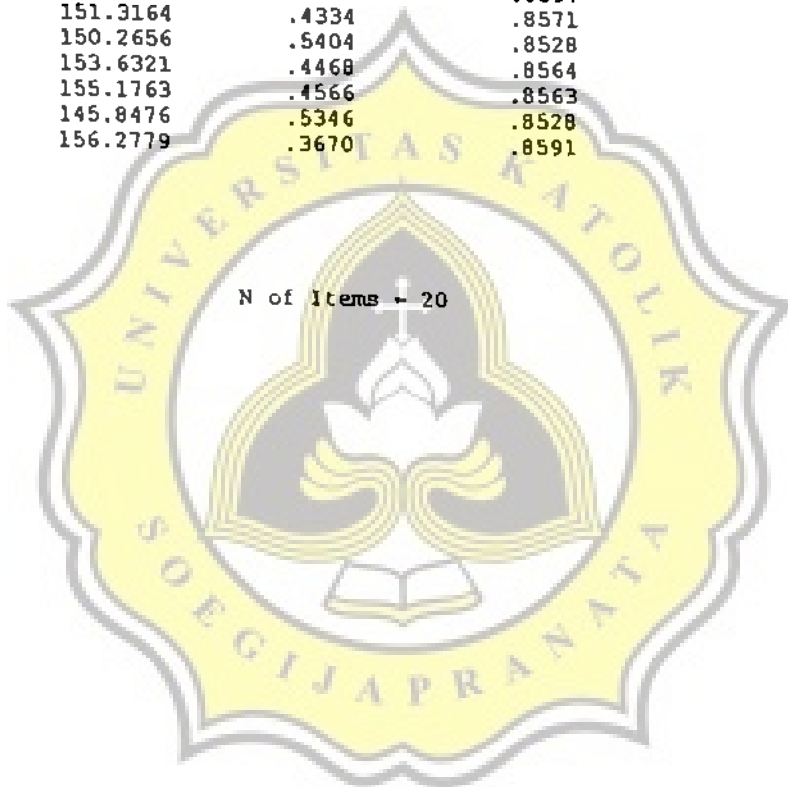 151.3164 .4334 .8571
150.2656 .5404 .8528
153.6321 .4468 .8564
155.1763 .4566 .8563
145.8476 .5346 .8528
156.2779 .3670 .8591
N of Items - 20
UNIVERSITAS KATOLIK
SOEGIJAPRANATA